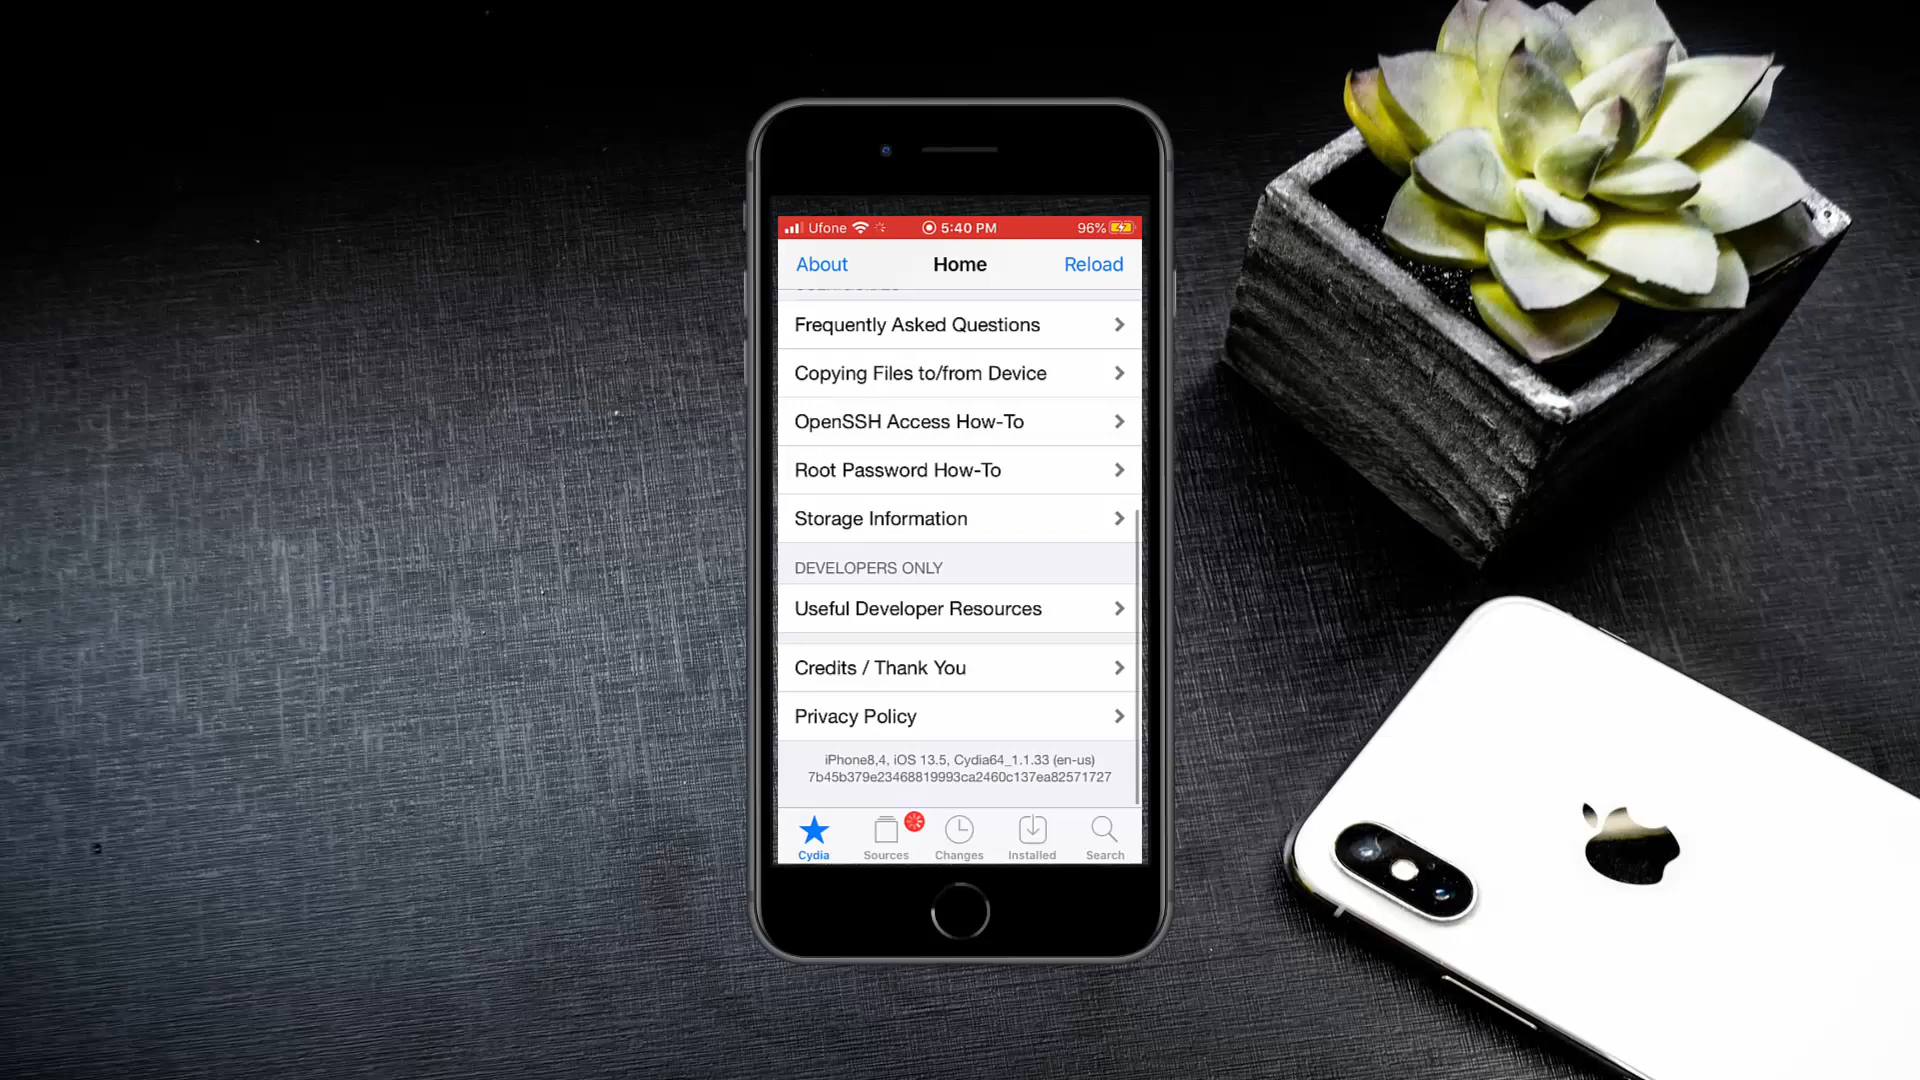 Ufone 5:40 PM 96%
About Home Reload
Frequently Asked Questions
Copying Files to/from Device
OpenSSH Access How-To
Root Password How-To
Storage Information
DEVELOPERS ONLY
Useful Developer Resources
Credits / Thank You
Privacy Policy
iPhone8,4, iOS 13.5, Cydia64_1.1.33 (en-us)
7b45b379e23468819993ca2460c137ea82571727
Cydia Sources Changes Installed Search